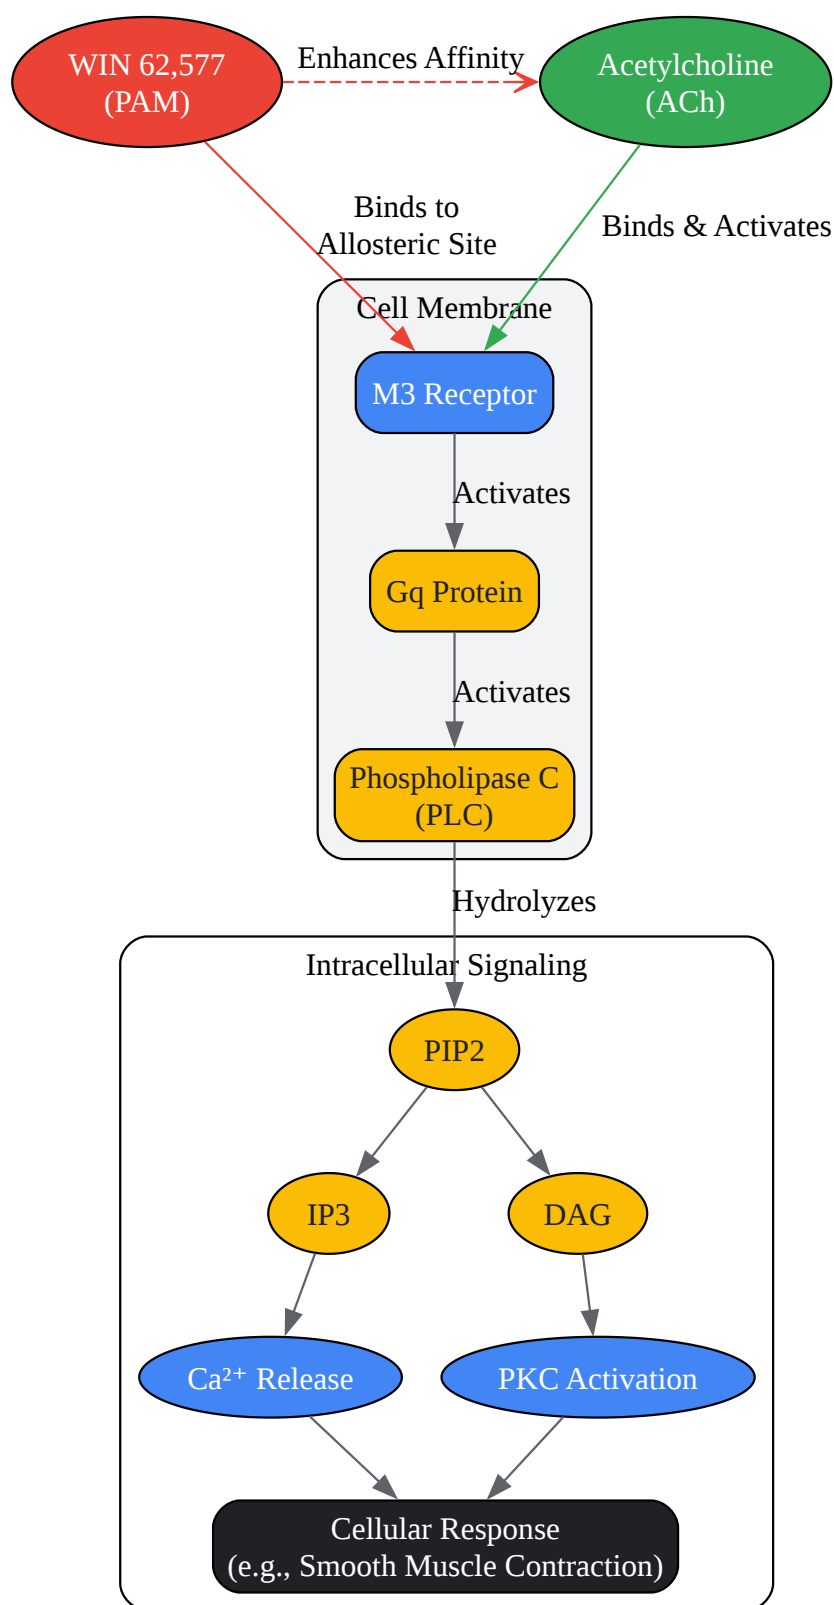 WIN 62,577
(PAM)
Enhances Affinity
Acetylcholine
(ACh)
Binds to
Allosteric Site
Binds & Activates
Cell Membrane
M3 Receptor
Activates
Gq Protein
Activates
Phospholipase C
(PLC)
Hydrolyzes
Intracellular Signaling
PIP2
IP3
DAG
Ca²⁺ Release
PKC Activation
Cellular Response
(e.g., Smooth Muscle Contraction)